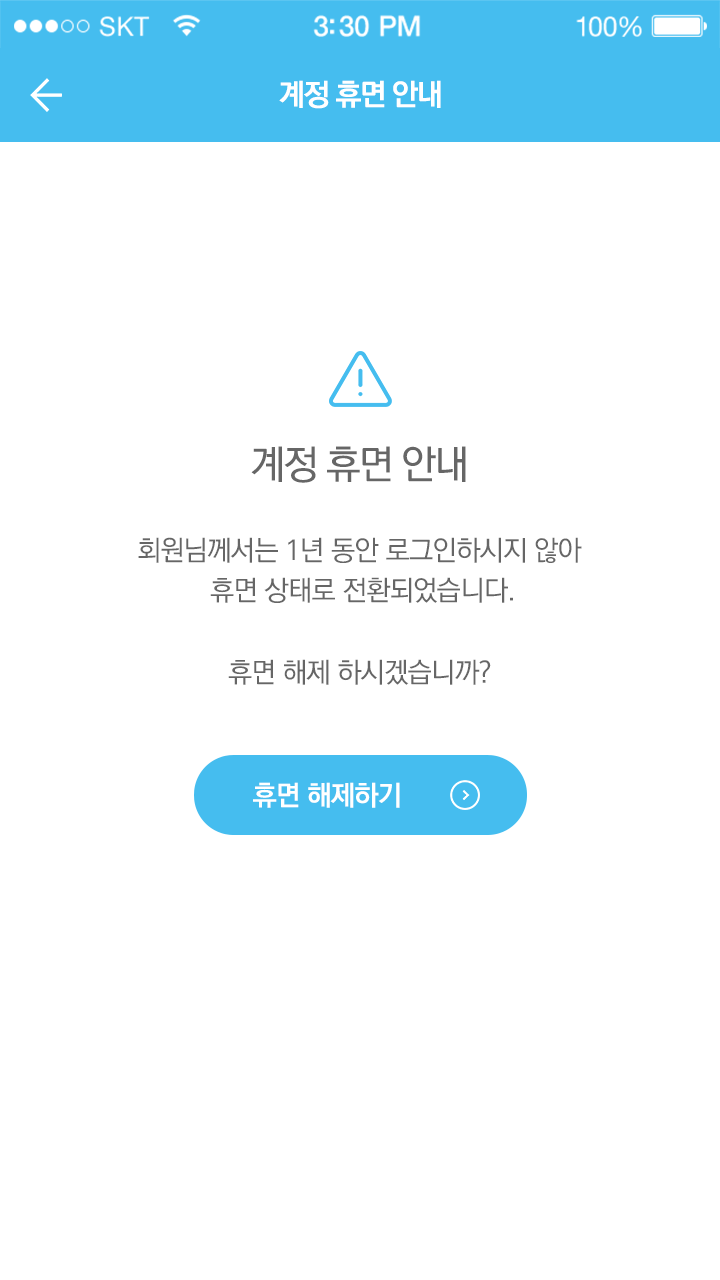 SKT 3:30 PM 100%
계정 휴면 안내
계정 휴면 안내
회원님께서는 1년 동안 로그인하시지 않아
휴면 상태로 전환되었습니다.
휴면 해제 하시겠습니까?
휴면 해제하기